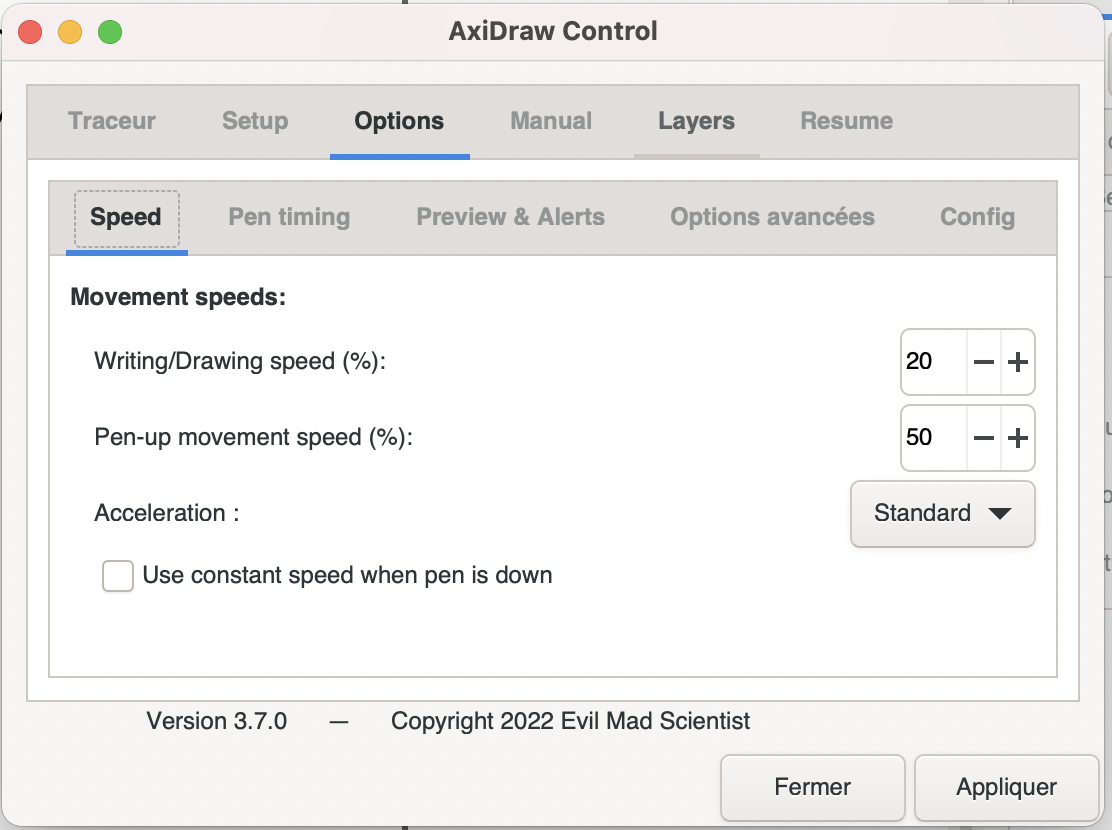 AxiDraw Control
Traceur Setup Options Manual Layers Resume
Speed Pen timing Preview & Alerts Options avancées Config
Movement speeds:
Writing/Drawing speed (%): 20
Pen-up movement speed (%): 50
Acceleration : Standard
Use constant speed when pen is down
Version 3.7.0 — Copyright 2022 Evil Mad Scientist
Fermer Appliquer